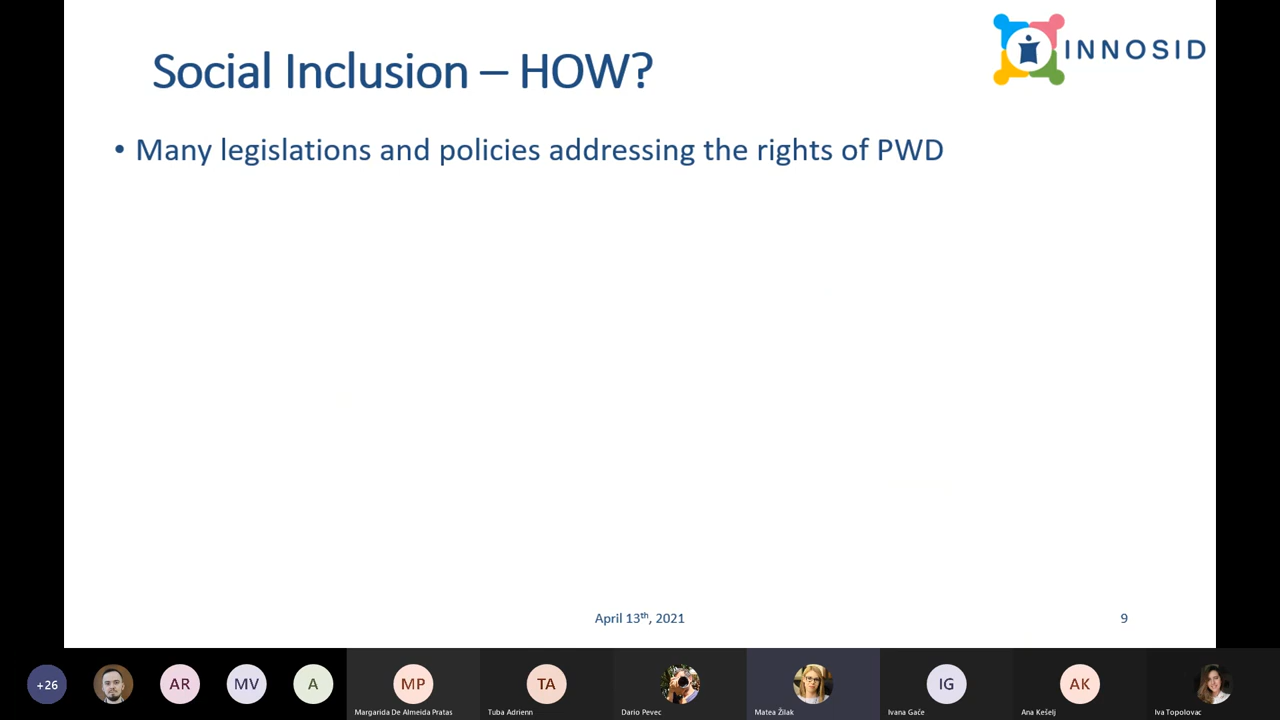 INNOSID
Social Inclusion – HOW?
• Many legislations and policies addressing the rights of PWD
April 13th, 2021
9
+26
AR
MV
A
MP
TA
IG
AK
Margarida De Almeida Pratas
Tuba Adrienn
Dario Pevec
Matea Žilak
Ivana Gaće
Ana Kešelj
Iva Topolovac